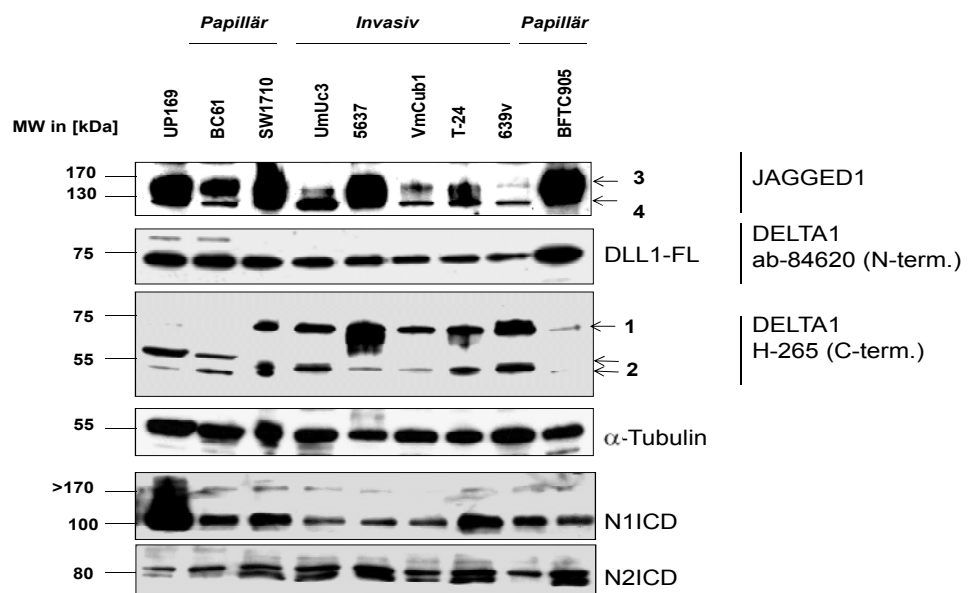 Papillär Invasiv Papillär
MW in [kDa] UP169 BC61 SW1710 UmUc3 5637 VmCub1 T-24 639v BFTC905
170 3
130 4
JAGGED1
75 DLL1-FL
DELTA1
ab-84620 (N-term.)
75 1
55 2
DELTA1
H-265 (C-term.)
55 α-Tubulin
>170
100 N1ICD
80 N2ICD